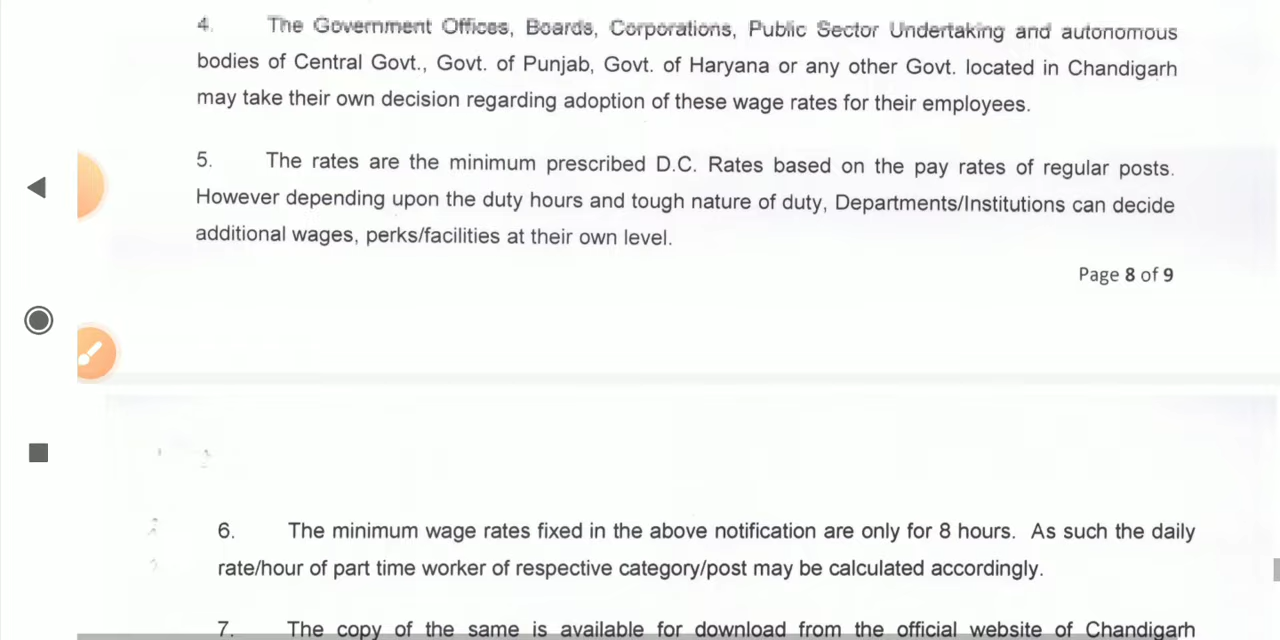 4. The Government Offices, Boards, Corporations, Public Sector Undertaking and autonomous
bodies of Central Govt., Govt. of Punjab, Govt. of Haryana or any other Govt. located in Chandigarh
may take their own decision regarding adoption of these wage rates for their employees.
5. The rates are the minimum prescribed D.C. Rates based on the pay rates of regular posts.
However depending upon the duty hours and tough nature of duty, Departments/Institutions can decide
additional wages, perks/facilities at their own level.
Page 8 of 9
6. The minimum wage rates fixed in the above notification are only for 8 hours. As such the daily
rate/hour of part time worker of respective category/post may be calculated accordingly.
7. The copy of the same is available for download from the official website of Chandigarh